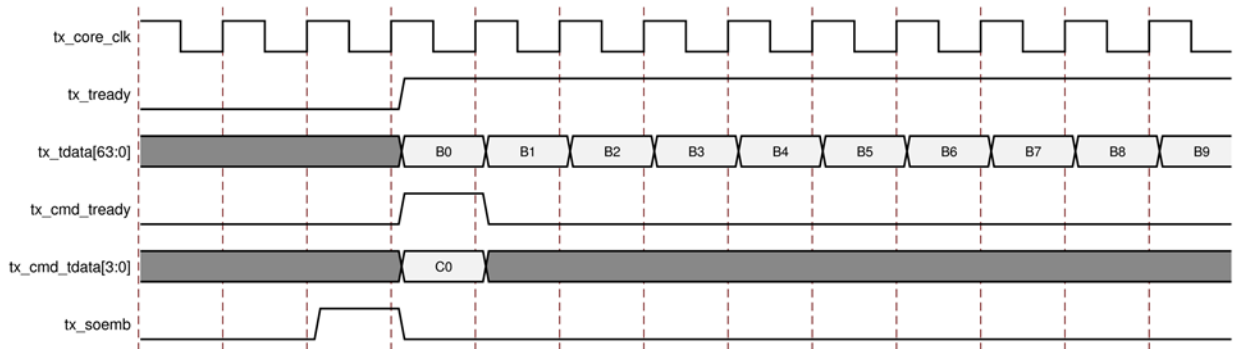 tx_core_clk
tx_tready
tx_tdata[63:0] B0 B1 B2 B3 B4 B5 B6 B7 B8 B9
tx_cmd_tready
tx_cmd_tdata[3:0] C0
tx_soemb